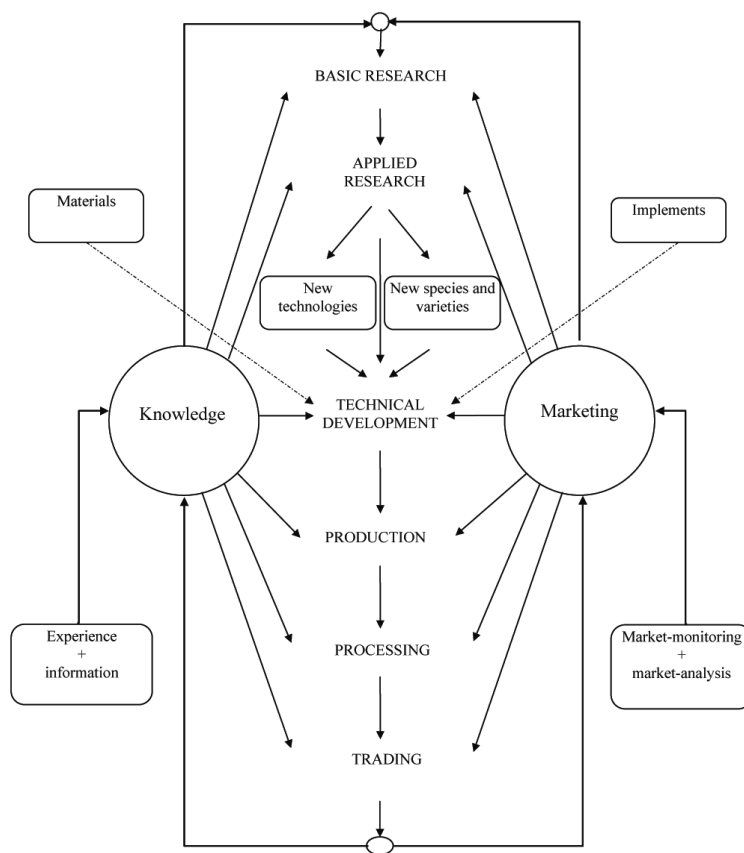 BASIC RESEARCH
APPLIED
RESEARCH
Materials
Implements
New
technologies
New species and
varieties
Knowledge
TECHNICAL
DEVELOPMENT
Marketing
PRODUCTION
Experience
+
information
PROCESSING
Market-monitoring
+
market-analysis
TRADING